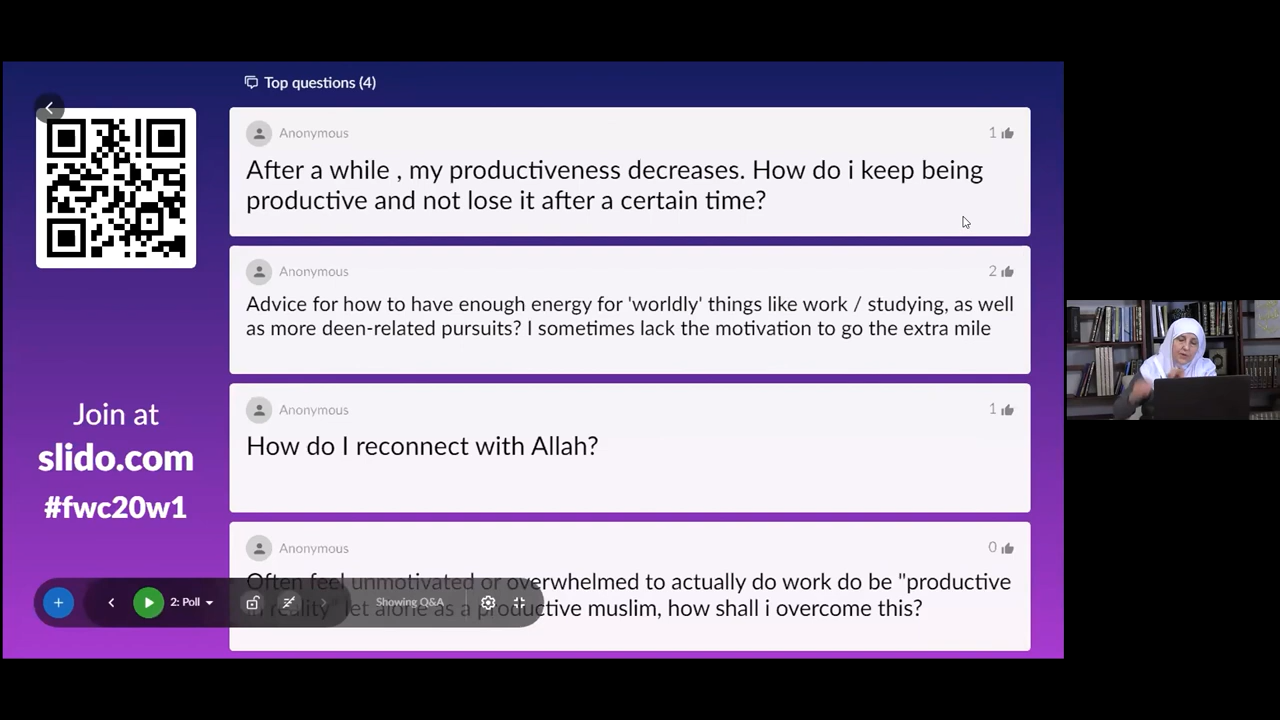 Top questions (4)
Anonymous
1
After a while , my productiveness decreases. How do i keep being
productive and not lose it after a certain time?
Anonymous
2
Advice for how to have enough energy for 'worldly' things like work / studying, as well
as more deen-related pursuits? I sometimes lack the motivation to go the extra mile
Anonymous
1
How do I reconnect with Allah?
Join at
slido.com
#fwc20w1
Anonymous
0
Often feel unmotivated or overwhelmed to actually do work do be "productive
reality" let alone as a productive muslim, how shall i overcome this?
2: Poll
Showing Q&A